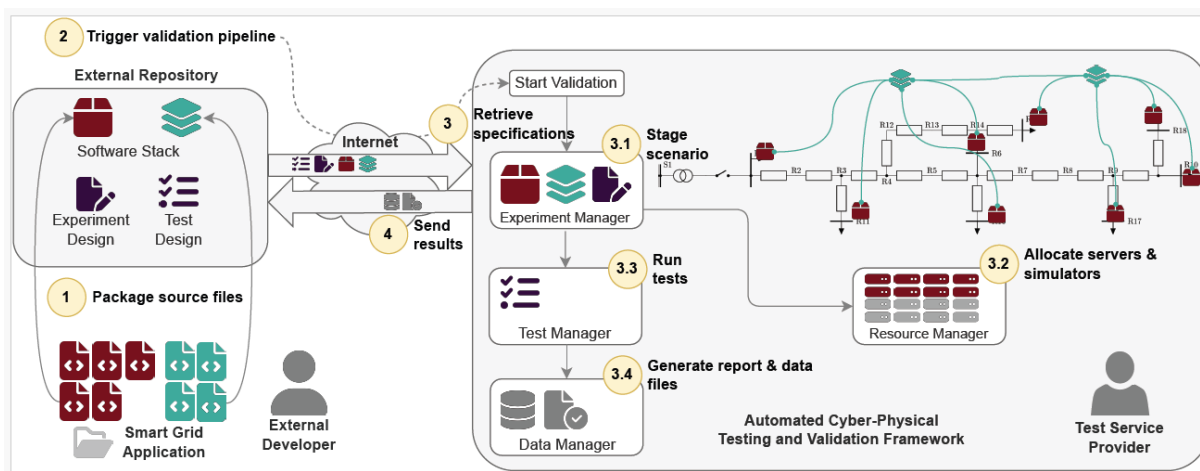 2 Trigger validation pipeline
External Repository
Software Stack
Experiment
Design
Test
Design
1 Package source files
Smart Grid
Application
External
Developer
Internet
3 Retrieve
specifications
4 Send
results
Start Validation
3.1 Stage
scenario
Experiment Manager
3.3 Run
tests
Test Manager
3.4 Generate report & data
files
Data Manager
S1
R2
R3
R4
R5
R6
R7
R8
R9
R10
R11
R12
R13
R14
R17
R18
3.2 Allocate servers &
simulators
Resource Manager
Automated Cyber-Physical
Testing and Validation Framework
Test Service
Provider